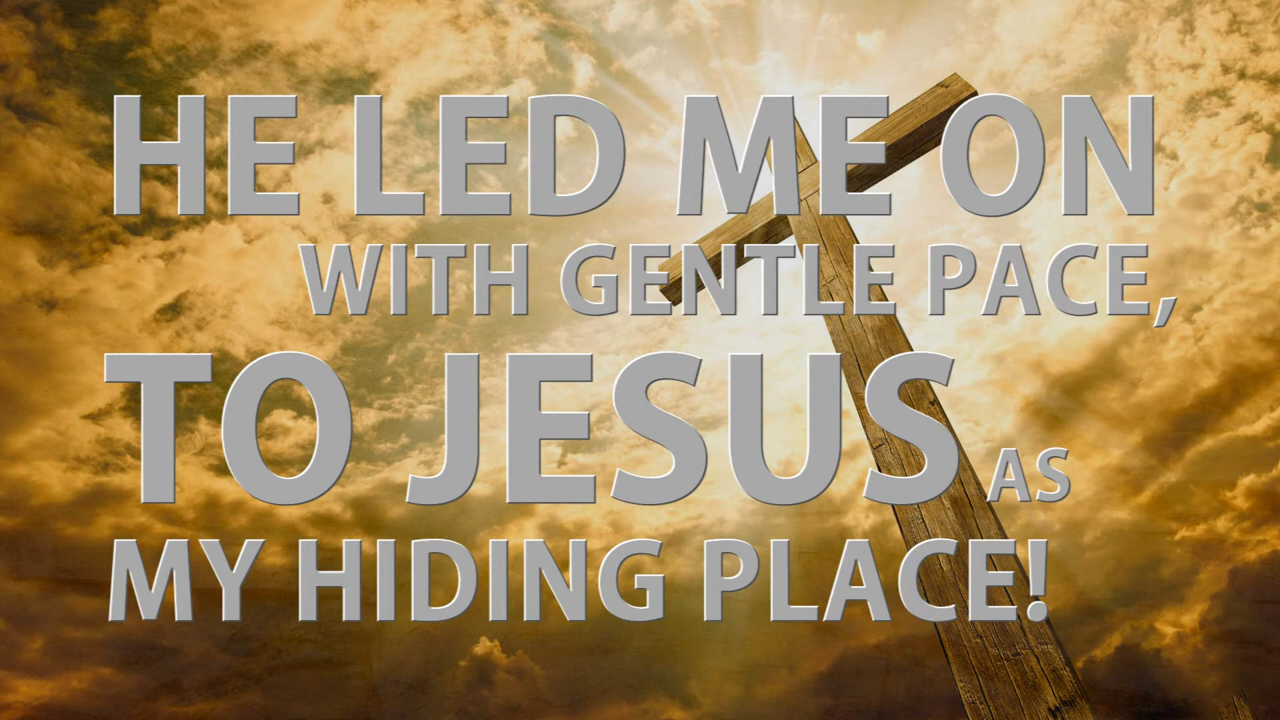 HE LED ME ON
WITH GENTLE PACE,
TO JESUS AS
MY HIDING PLACE!